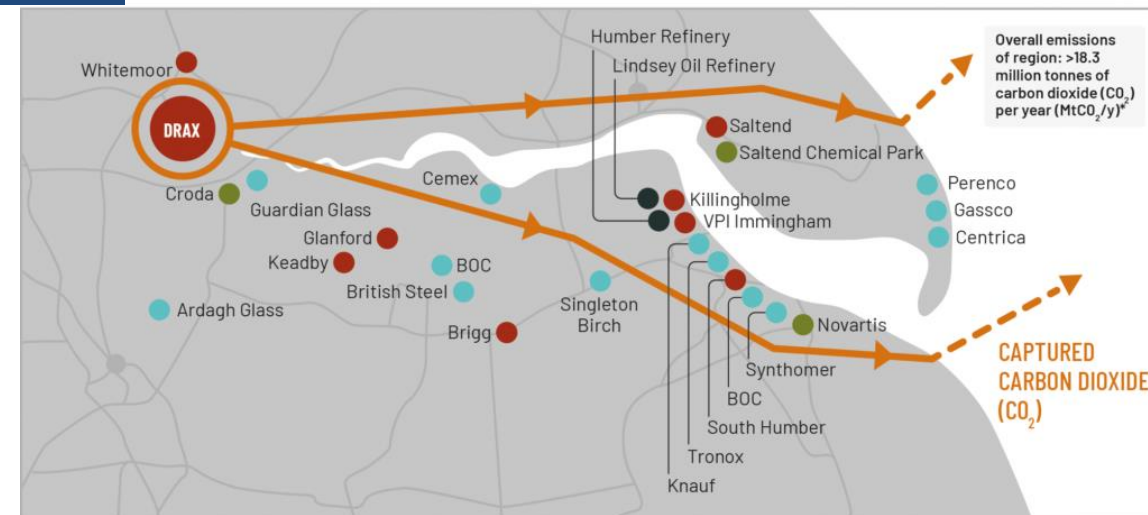 Humber Refinery
Lindsey Oil Refinery
Whitemoor
DRAX
Overall emissions
of region: >18.3
million tonnes of
carbon dioxide (CO₂)
per year (MtCO₂/y)*
Saltend
Saltend Chemical Park
Croda
Guardian Glass
Cemex
Killingholme
VPI Immingham
Perenco
Gassco
Centrica
Glanford
Keadby
BOC
British Steel
Ardagh Glass
Singleton
Birch
Brigg
Novartis
Synthomer
BOC
South Humber
Tronox
Knauf
CAPTURED
CARBON DIOXIDE
(CO₂)